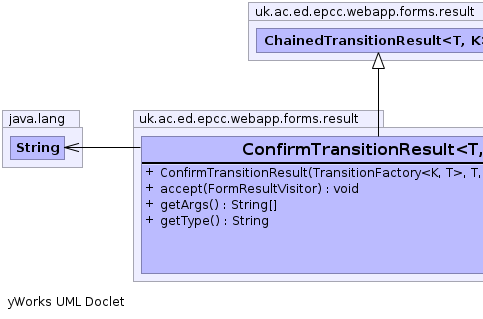 uk.ac.ed.epcc.webapp.forms.result
ChainedTransitionResult<T, K>
java.lang
String
uk.ac.ed.epcc.webapp.forms.result
ConfirmTransitionResult<T,
+ ConfirmTransitionResult(TransitionFactory<K, T>, T,
+ accept(FormResultVisitor) : void
+ getArgs() : String[]
+ getType() : String
yWorks UML Doclet